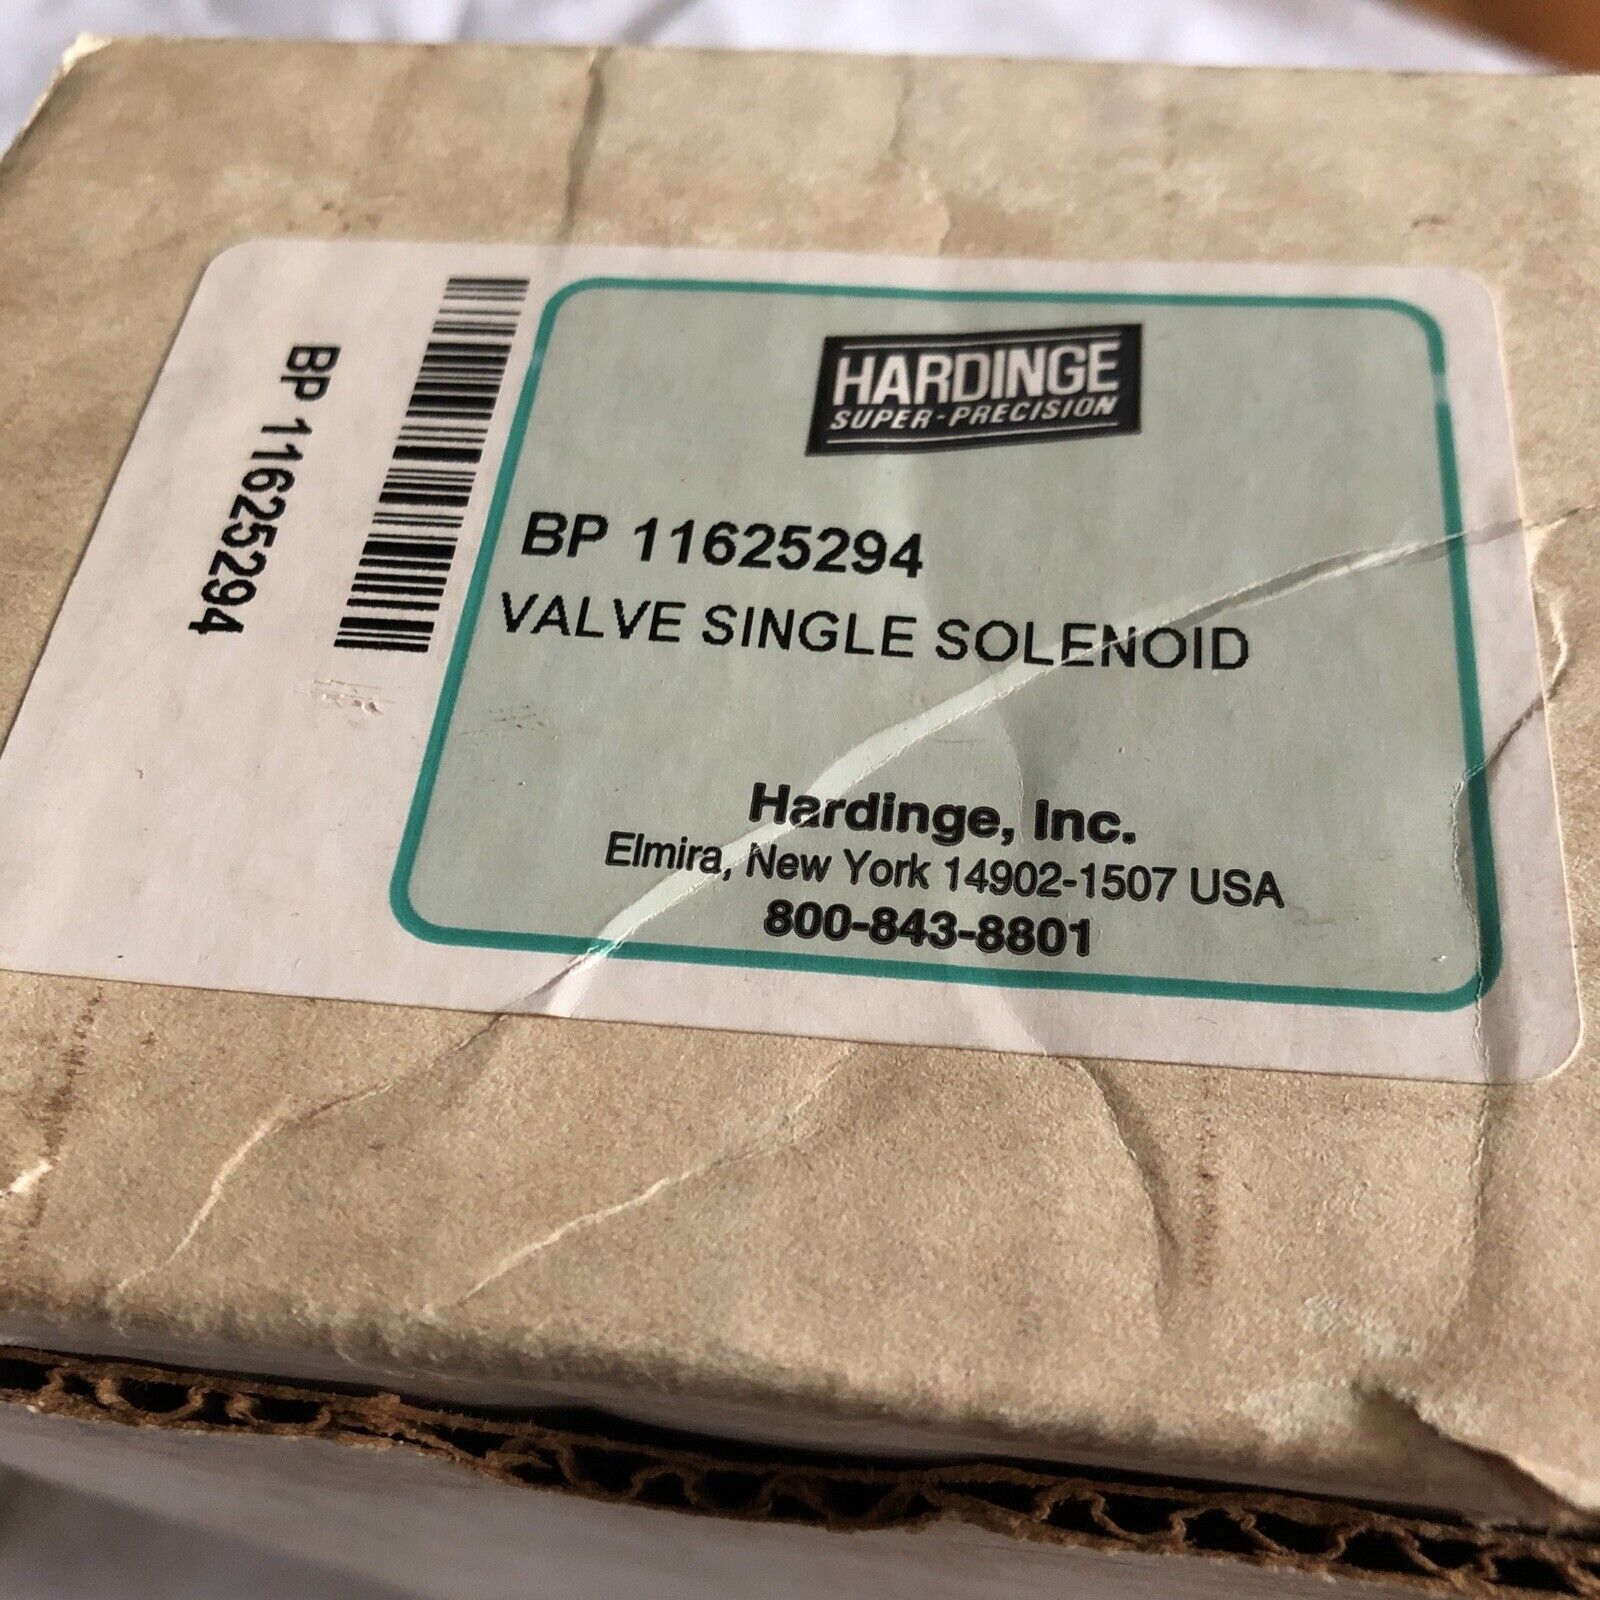 BP 11625294
HARDINGE
SUPER-PRECISION
BP 11625294
VALVE SINGLE SOLENOID
Hardinge, Inc.
Elmira, New York 14902-1507 USA
800-843-8801